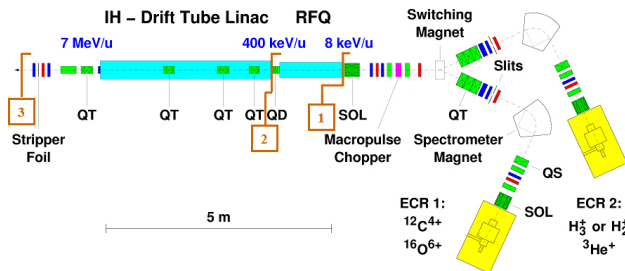 IH – Drift Tube Linac RFQ
Switching
Magnet
7 MeV/u 400 keV/u 8 keV/u
Slits
3
QT QT QT QT QD SOL QT
1
2
Stripper
Foil
Macropulse
Chopper
Spectrometer
Magnet
QS
5 m
SOL
ECR 1:
12C4+
16O6+
ECR 2:
H3+ or H2
3He+